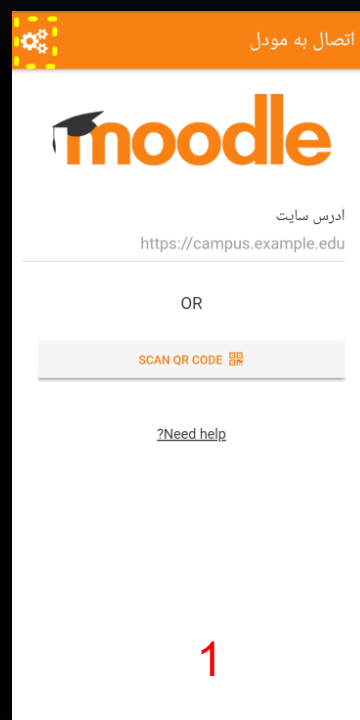 اتصال به مودل
moodle
آدرس سایت
https://campus.example.edu
OR
SCAN QR CODE
?Need help
1